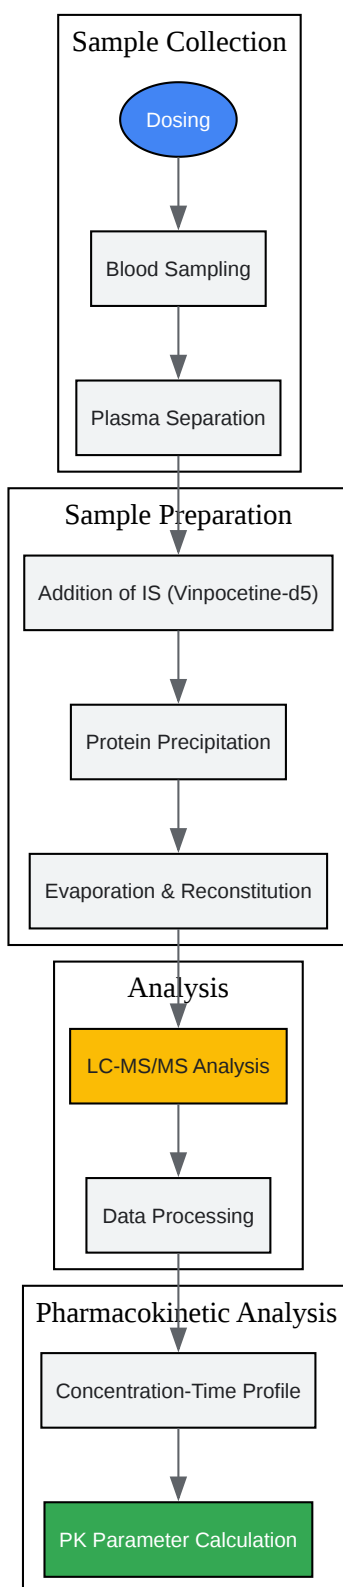 Sample Collection
Dosing
Blood Sampling
Plasma Separation
Sample Preparation
Addition of IS (Vinpocetine-d5)
Protein Precipitation
Evaporation & Reconstitution
Analysis
LC-MS/MS Analysis
Data Processing
Pharmacokinetic Analysis
Concentration-Time Profile
PK Parameter Calculation